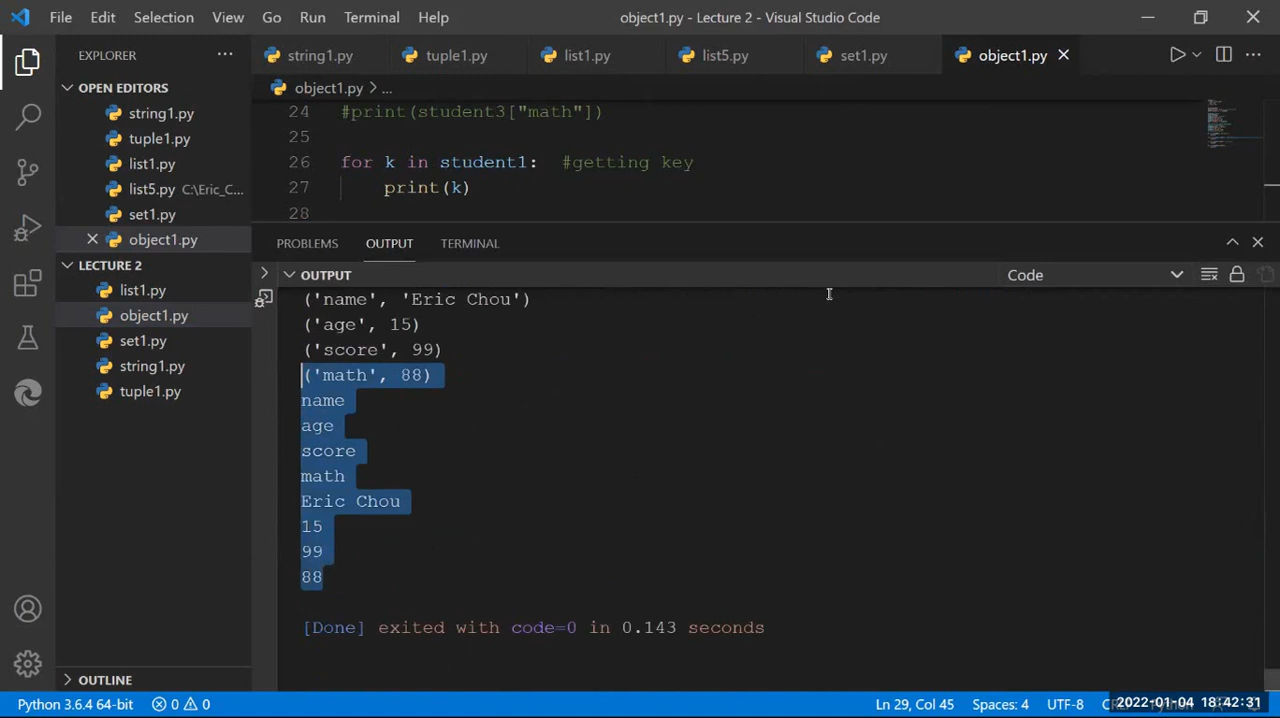 File Edit Selection View Go Run Terminal Help object1.py - Lecture 2 - Visual Studio Code
EXPLORER ... string1.py tuple1.py list1.py list5.py set1.py object1.py
OPEN EDITORS
string1.py
tuple1.py
list1.py
list5.py C:\Eric_C...
set1.py
object1.py
LECTURE 2
list1.py
object1.py
set1.py
string1.py
tuple1.py
OUTLINE
object1.py > ...
24 #print(student3["math"])
25
26 for k in student1: #getting key
27 print(k)
28
PROBLEMS OUTPUT TERMINAL
OUTPUT Code
('name', 'Eric Chou')
('age', 15)
('score', 99)
('math', 88)
name
age
score
math
Eric Chou
15
99
88
[Done] exited with code=0 in 0.143 seconds
Python 3.6.4 64-bit 0 0 Ln 29, Col 45 Spaces: 4 UTF-8 2022-01-04 18:42:31